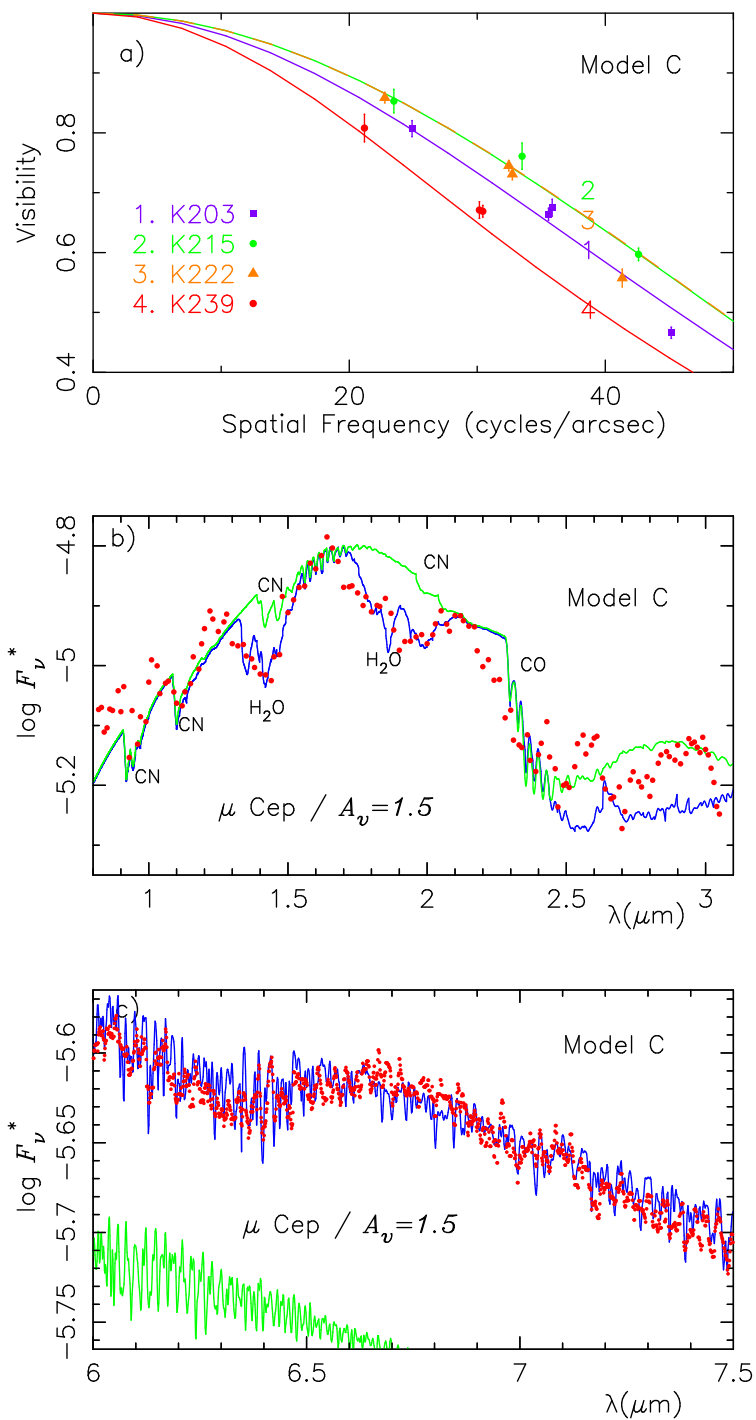 a)
Model C
Visibility
0.8
0.6
0.4
1. K203
2. K215
3. K222
4. K239
2
3
1
4
0
20
40
Spatial Frequency (cycles/arcsec)
b)
Model C
log Fν*
−4.8
−5
−5.2
CN
CN
CN
CN
H2O
H2O
CO
μ Cep / Av=1.5
1
1.5
2
2.5
3
λ(μm)
c)
Model C
log Fν*
−5.6
−5.65
−5.7
−5.75
μ Cep / Av=1.5
6
6.5
7
7.5
λ(μm)